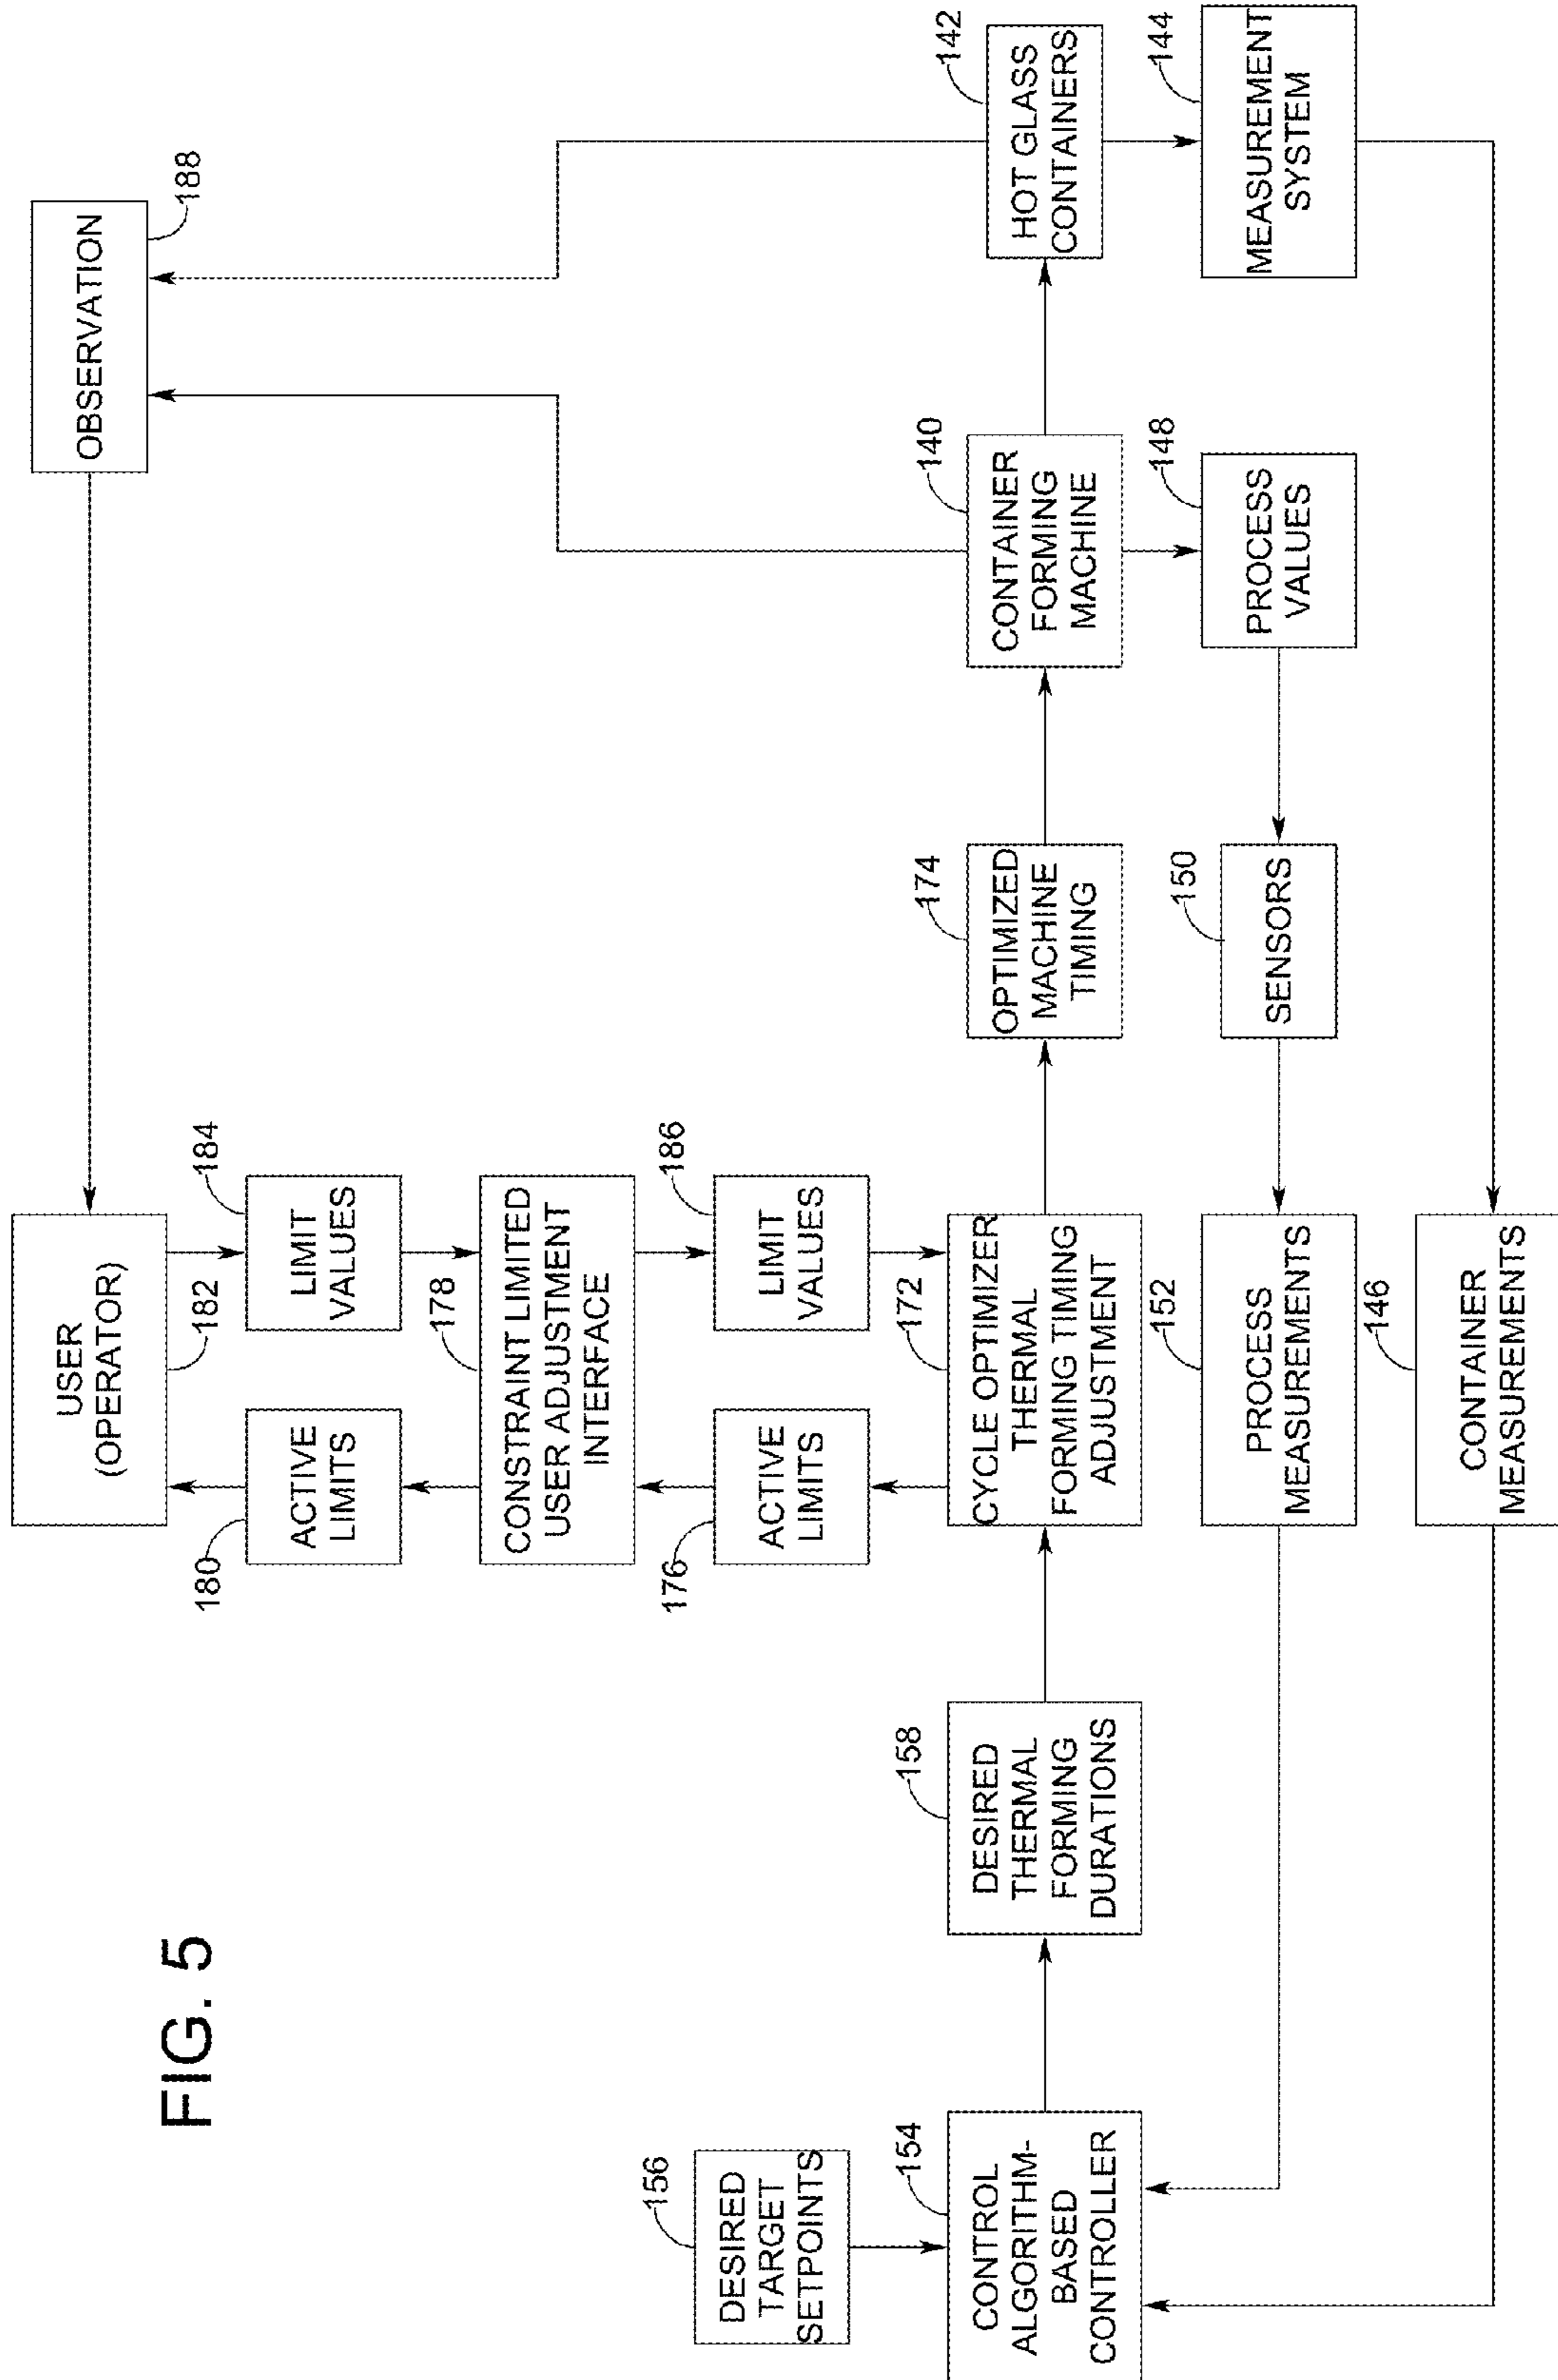 FIG. 5
USER
(OPERATOR)
182
OBSERVATION
188
180
ACTIVE
LIMITS
LIMIT
VALUES
184
178
CONSTRAINT LIMITED
USER ADJUSTMENT
INTERFACE
176
ACTIVE
LIMITS
LIMIT
VALUES
186
156
DESIRED
TARGET
SETPOINTS
154
CONTROL
ALGORITHM-
BASED
CONTROLLER
158
DESIRED
THERMAL
FORMING
DURATIONS
172
CYCLE OPTIMIZER
THERMAL
FORMING TIMING
ADJUSTMENT
174
OPTIMIZED
MACHINE
TIMING
140
CONTAINER
FORMING
MACHINE
142
HOT GLASS
CONTAINERS
152
PROCESS
MEASUREMENTS
150
SENSORS
148
PROCESS
VALUES
144
MEASUREMENT
SYSTEM
146
CONTAINER
MEASUREMENTS